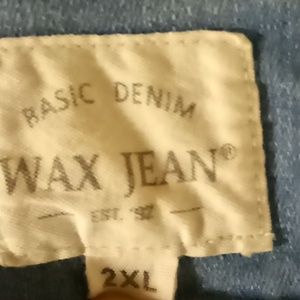 BASIC DENIM
WAX JEAN®
EST. '92
2XL